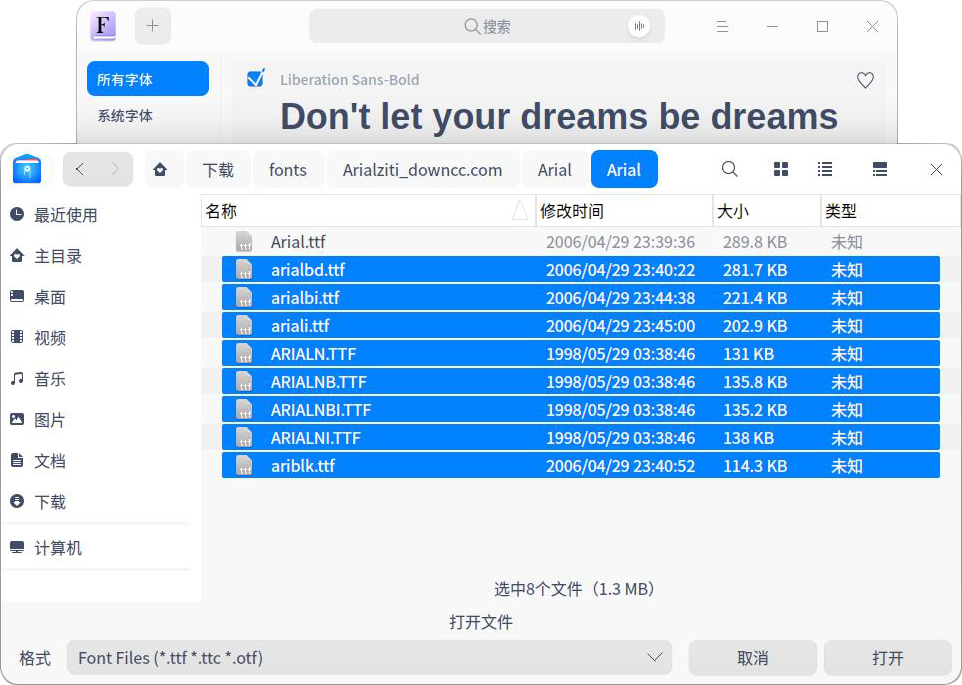 F
搜索
所有字体
Liberation Sans-Bold
系统字体
Don't let your dreams be dreams
下载 fonts Arialziti_downcc.com Arial Arial
最近使用
主目录
桌面
视频
音乐
图片
文档
下载
计算机
名称 修改时间 大小 类型
Arial.ttf 2006/04/29 23:39:36 289.8 KB 未知
arialbd.ttf 2006/04/29 23:40:22 281.7 KB 未知
arialbi.ttf 2006/04/29 23:44:38 221.4 KB 未知
ariali.ttf 2006/04/29 23:45:00 202.9 KB 未知
ARIALN.TTF 1998/05/11 03:38:46 131 KB 未知
ARIALNB.TTF 1998/05/11 03:38:46 135.8 KB 未知
ARIALNBI.TTF 1998/05/11 03:38:46 135.2 KB 未知
ARIALNI.TTF 1998/05/11 03:38:46 138 KB 未知
ariblk.ttf 2006/04/29 23:40:52 114.3 KB 未知
选中8个文件（1.3 MB）
打开文件
格式 Font Files (*.ttf *.ttc *.otf) 取消 打开